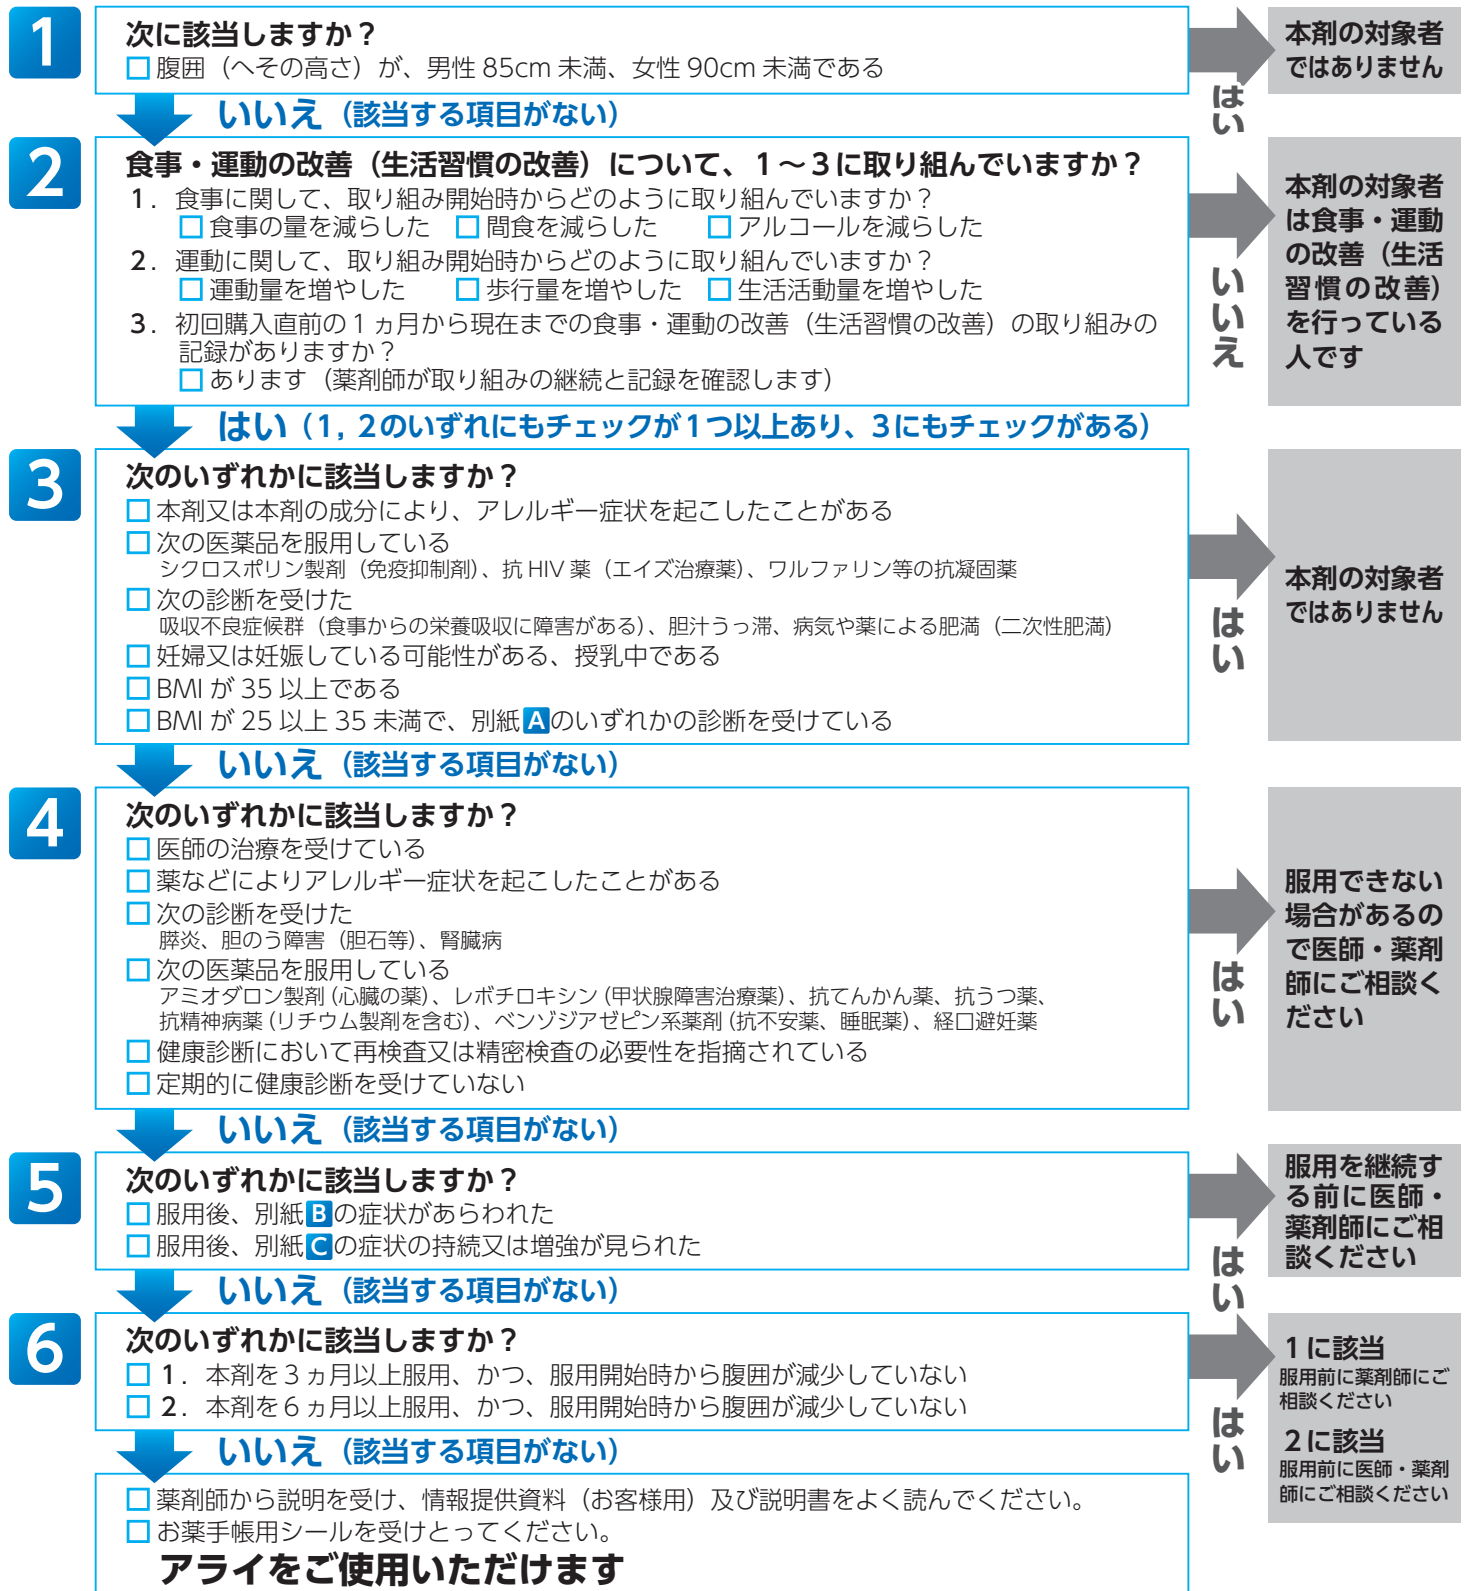 1
次に該当しますか？
□ 腹囲（へその高さ）が、男性 85cm 未満、女性 90cm 未満である
はい
本剤の対象者
ではありません
いいえ（該当する項目がない）
2
食事・運動の改善（生活習慣の改善）について、１～３に取り組んでいますか？
1．食事に関して、取り組み開始時からどのように取り組んでいますか？
□ 食事の量を減らした □ 間食を減らした □ アルコールを減らした
2．運動に関して、取り組み開始時からどのように取り組んでいますか？
□ 運動量を増やした □ 歩行量を増やした □ 生活活動量を増やした
3．初回購入直前の１ヵ月から現在までの食事・運動の改善（生活習慣の改善）の取り組みの
記録がありますか？
□ あります（薬剤師が取り組みの継続と記録を確認します）
いいえ
本剤の対象者
は食事・運動
の改善（生活
習慣の改善）
を行っている
人です
はい（1, 2のいずれにもチェックが1つ以上あり、3にもチェックがある）
3
次のいずれかに該当しますか？
□ 本剤又は本剤の成分により、アレルギー症状を起こしたことがある
□ 次の医薬品を服用している
シクロスポリン製剤（免疫抑制剤）、抗 HIV 薬（エイズ治療薬）、ワルファリン等の抗凝固薬
□ 次の診断を受けた
吸収不良症候群（食事からの栄養吸収に障害がある）、胆汁うっ滞、病気や薬による肥満（二次性肥満）
□ 妊婦又は妊娠している可能性がある、授乳中である
□ BMI が 35 以上である
□ BMI が 25 以上 35 未満で、別紙Aのいずれかの診断を受けている
はい
本剤の対象者
ではありません
いいえ（該当する項目がない）
4
次のいずれかに該当しますか？
□ 医師の治療を受けている
□ 薬などによりアレルギー症状を起こしたことがある
□ 次の診断を受けた
膵炎、胆のう障害（胆石等）、腎臓病
□ 次の医薬品を服用している
アミオダロン製剤（心臓の薬）、レボチロキシン（甲状腺障害治療薬）、抗てんかん薬、抗うつ薬、
抗精神病薬（リチウム製剤を含む）、ベンゾジアゼピン系薬剤（抗不安薬、睡眠薬）、経口避妊薬
□ 健康診断において再検査又は精密検査の必要性を指摘されている
□ 定期的に健康診断を受けていない
はい
服用できない
場合があるの
で医師・薬剤
師にご相談く
ださい
いいえ（該当する項目がない）
5
次のいずれかに該当しますか？
□ 服用後、別紙Bの症状があらわれた
□ 服用後、別紙Cの症状の持続又は増強が見られた
はい
服用を継続す
る前に医師・
薬剤師にご相
談ください
いいえ（該当する項目がない）
6
次のいずれかに該当しますか？
□ 1．本剤を３ヵ月以上服用、かつ、服用開始時から腹囲が減少していない
□ 2．本剤を６ヵ月以上服用、かつ、服用開始時から腹囲が減少していない
はい
１に該当
服用前に薬剤師にご
相談ください
２に該当
服用前に医師・薬剤
師にご相談ください
いいえ（該当する項目がない）
□ 薬剤師から説明を受け、情報提供資料（お客様用）及び説明書をよく読んでください。
□ お薬手帳用シールを受けとってください。
アライをご使用いただけます